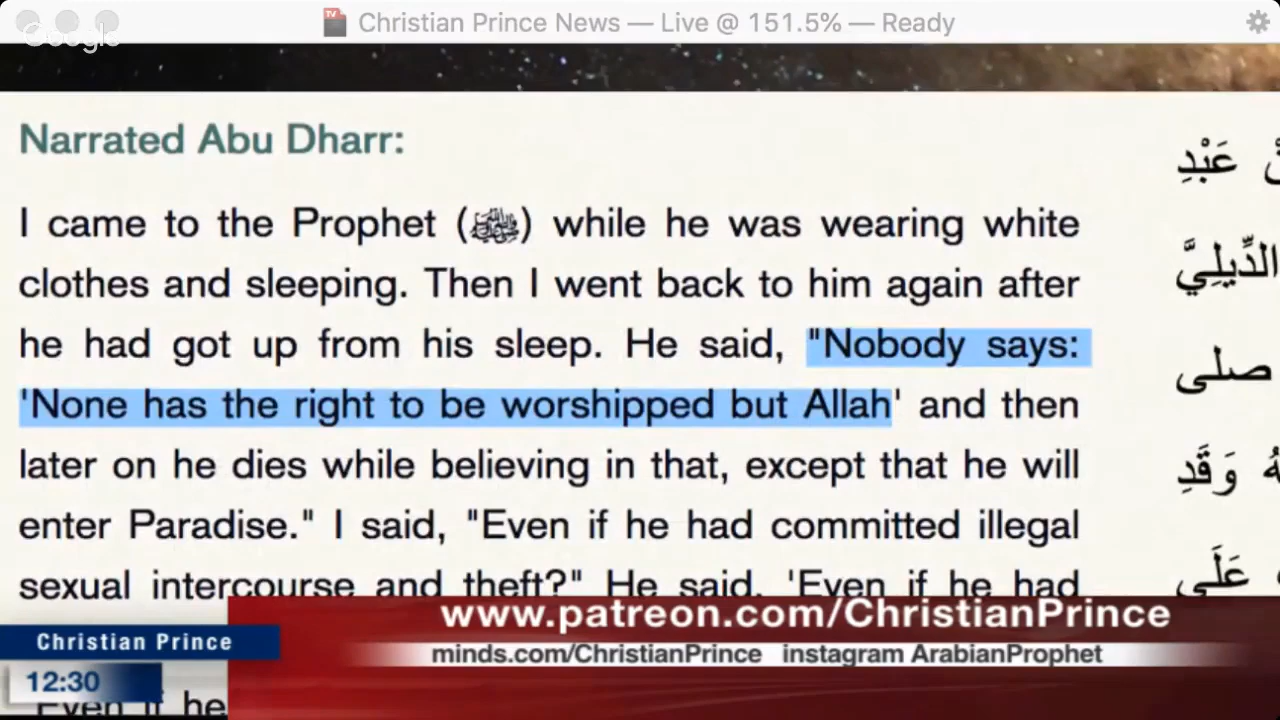 Christian Prince News — Live @ 151.5% — Ready
Google
Narrated Abu Dharr:
I came to the Prophet (ﷺ) while he was wearing white
clothes and sleeping. Then I went back to him again after
he had got up from his sleep. He said, "Nobody says:
'None has the right to be worshipped but Allah' and then
later on he dies while believing in that, except that he will
enter Paradise." I said, "Even if he had committed illegal
sexual intercourse and theft?" He said. 'Even if he had
عَبْدِ
الدِّيلِيَّ
صلى
وَقَدِ
عَلَى
www.patreon.com/ChristianPrince
Christian Prince
minds.com/ChristianPrince instagram ArabianProphet
12:30
Even if he